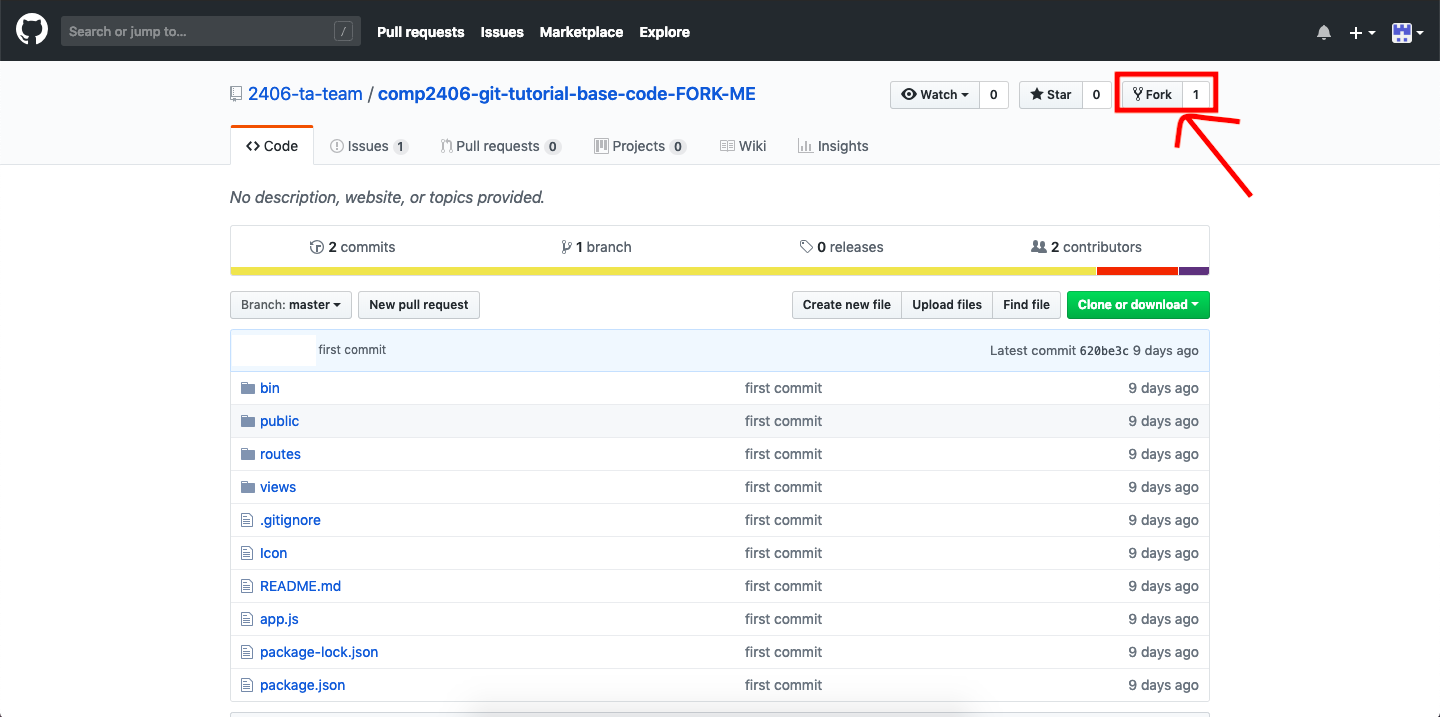 Search or jump to... / Pull requests Issues Marketplace Explore
2406-ta-team / comp2406-git-tutorial-base-code-FORK-ME Watch 0 Star 0 Fork 1
Code Issues 1 Pull requests 0 Projects 0 Wiki Insights
No description, website, or topics provided.
2 commits 1 branch 0 releases 2 contributors
Branch: master New pull request Create new file Upload files Find file Clone or download
first commit Latest commit 620be3c 9 days ago
bin first commit 9 days ago
public first commit 9 days ago
routes first commit 9 days ago
views first commit 9 days ago
.gitignore first commit 9 days ago
Icon first commit 9 days ago
README.md first commit 9 days ago
app.js first commit 9 days ago
package-lock.json first commit 9 days ago
package.json first commit 9 days ago